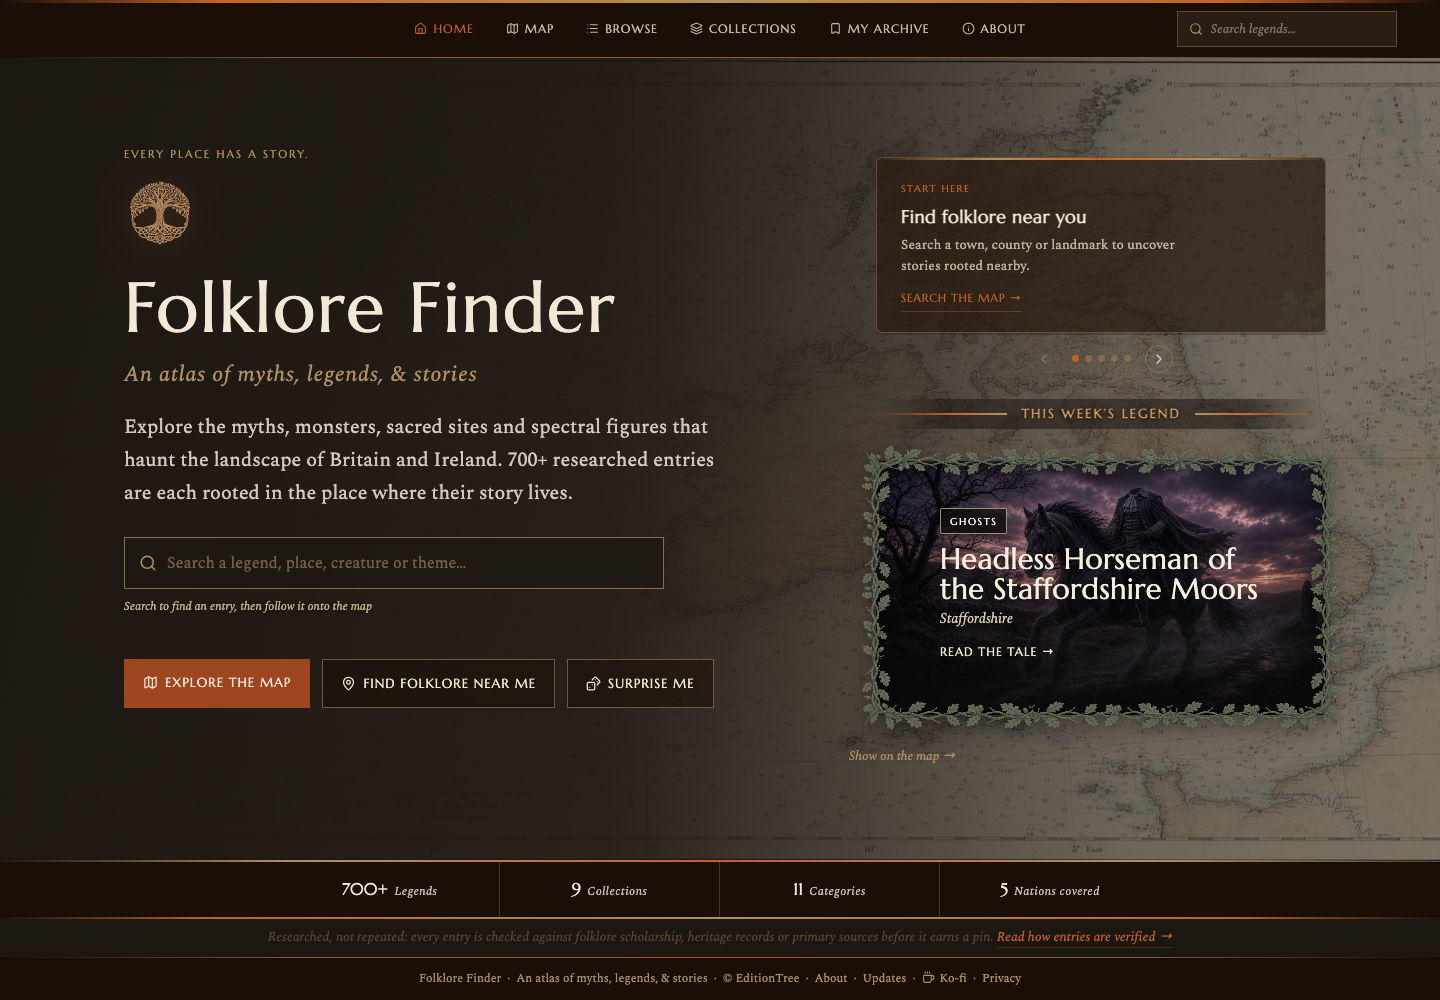 HOME
MAP
BROWSE
COLLECTIONS
MY ARCHIVE
ABOUT
Search legends...
EVERY PLACE HAS A STORY.
Folklore Finder
An atlas of myths, legends, & stories
Explore the myths, monsters, sacred sites and spectral figures that
haunt the landscape of Britain and Ireland. 700+ researched entries
are each rooted in the place where their story lives.
Search a legend, place, creature or theme...
Search to find an entry, then follow it onto the map
EXPLORE THE MAP
FIND FOLKLORE NEAR ME
SURPRISE ME
START HERE
Find folklore near you
Search a town, county or landmark to uncover
stories rooted nearby.
SEARCH THE MAP →
THIS WEEK'S LEGEND
GHOSTS
Headless Horseman of
the Staffordshire Moors
Staffordshire
READ THE TALE →
Show on the map →
700+ Legends
9 Collections
11 Categories
5 Nations covered
Researched, not repeated: every entry is checked against folklore scholarship, heritage records or primary sources before it earns a pin. Read how entries are verified →
Folklore Finder · An atlas of myths, legends, & stories · © EditionTree · About · Updates · Ko-fi · Privacy